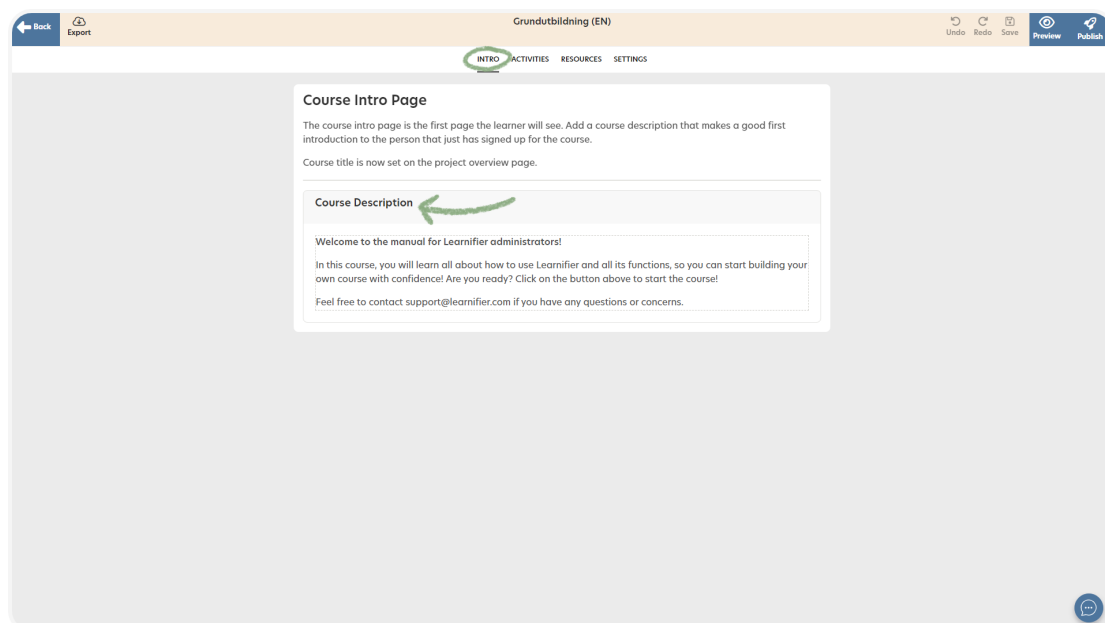 Back
Export
Grundutbildning (EN)
Undo
Redo
Save
Preview
Publish
INTRO
ACTIVITIES
RESOURCES
SETTINGS
Course Intro Page
The course intro page is the first page the learner will see. Add a course description that makes a good first
introduction to the person that just has signed up for the course.
Course title is now set on the project overview page.
Course Description
Welcome to the manual for Learnifier administrators!
In this course, you will learn all about how to use Learnifier and all its functions, so you can start building your
own course with confidence! Are you ready? Click on the button above to start the course!
Feel free to contact support@learnifier.com if you have any questions or concerns.